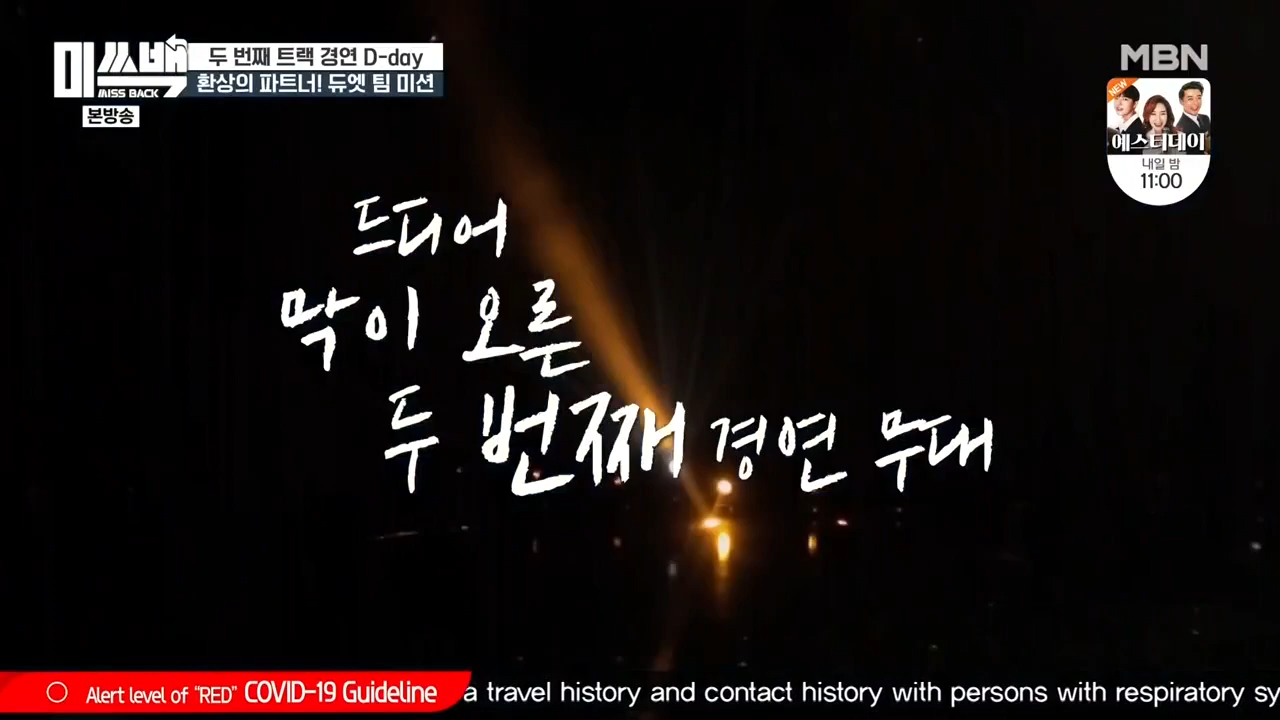 미쓰백
MISS BACK
두 번째 트랙 경연 D-day
환상의 파트너! 듀엣 팀 미션
본방송
MBN
NEW
예스터데이
내일 밤
11:00
드디어
막이 오른
두 번째 경연 무대
Alert level of “RED” COVID-19 Guideline
a travel history and contact history with persons with respiratory sy